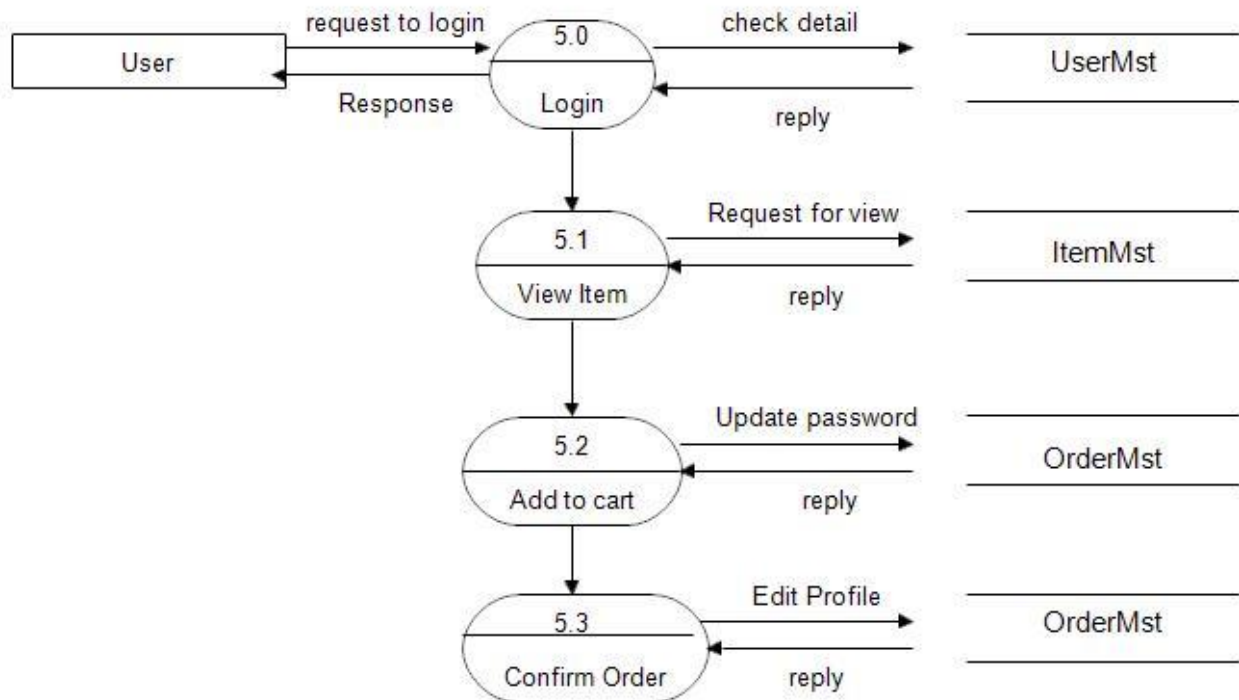 request to login
5.0
check detail
User
UserMst
Response
Login
reply
Request for view
5.1
ItemMst
View Item
reply
Update password
5.2
OrderMst
Add to cart
reply
Edit Profile
5.3
OrderMst
Confirm Order
reply